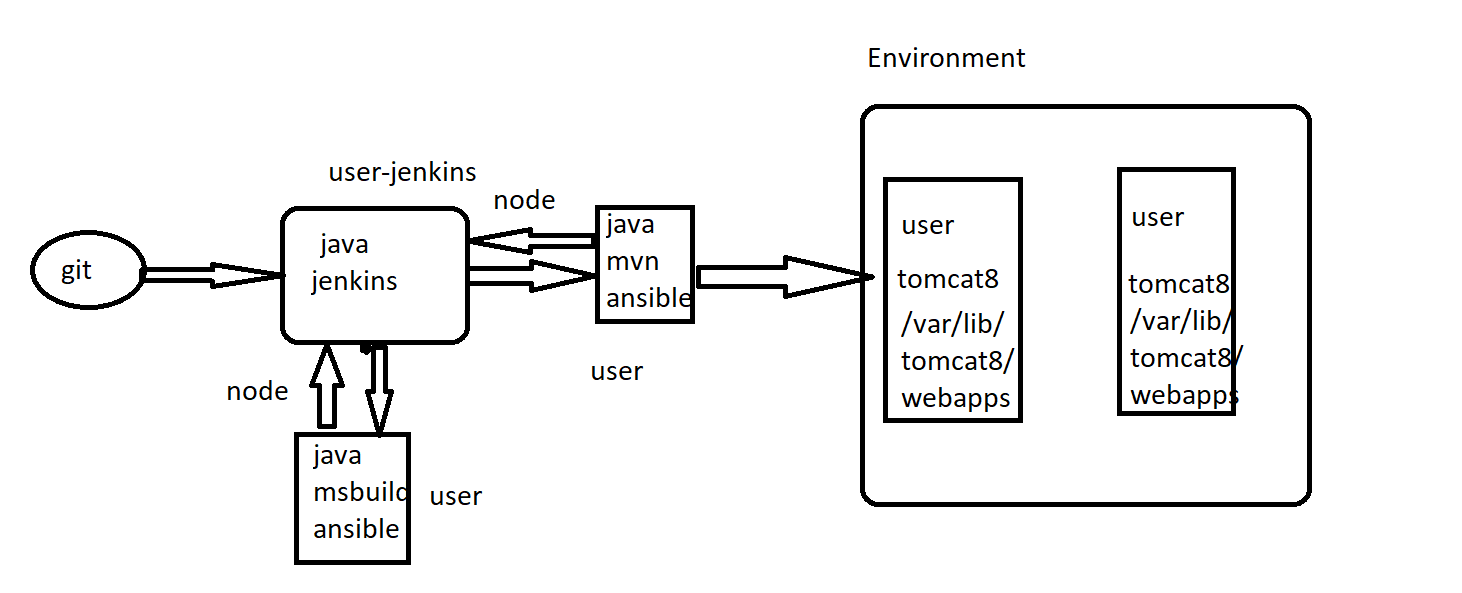 Environment
user-jenkins
node
git
java
jenkins
java
mvn
ansible
user
node
java
msbuild
ansible
user
user
tomcat8
/var/lib/
tomcat8/
webapps
user
tomcat8
/var/lib/
tomcat8/
webapps